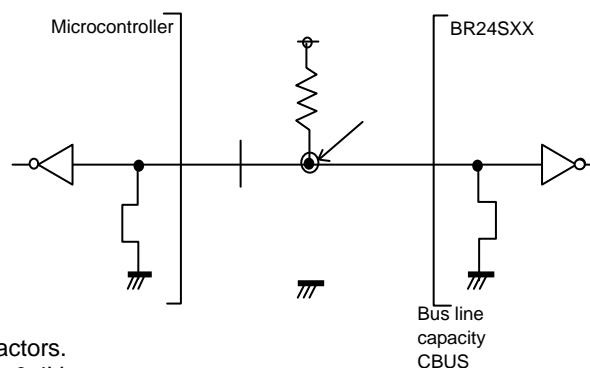 Microcontroller
BR24SXX
Bus line
capacity
CBUS
actors.